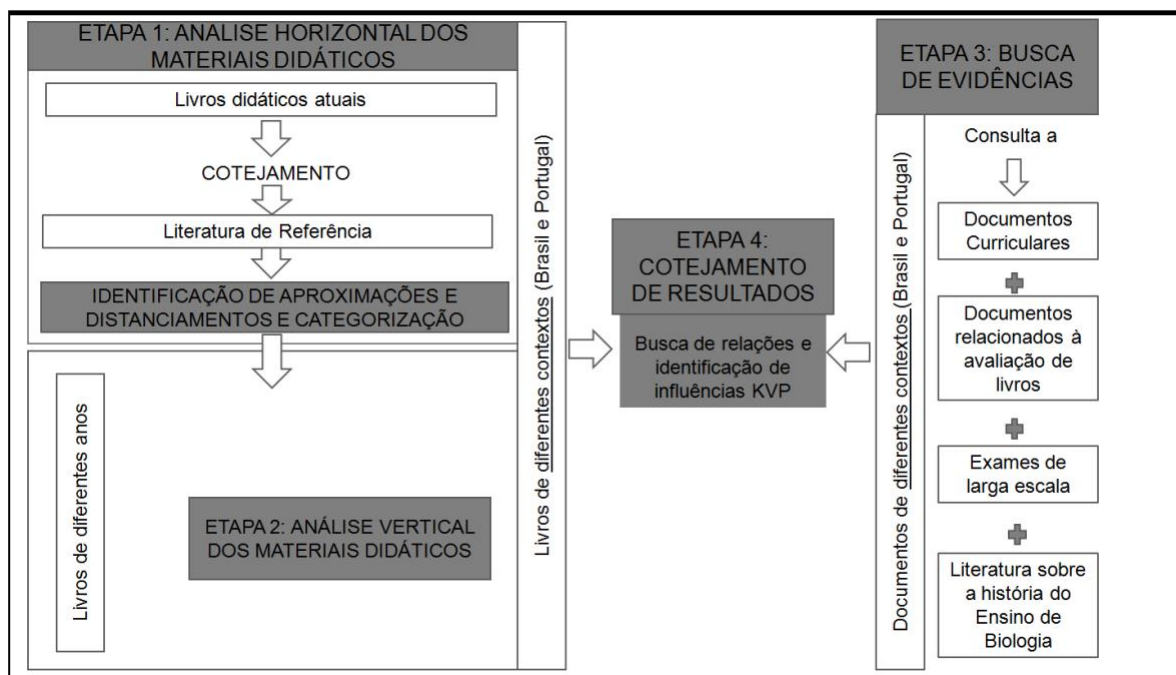 ETAPA 1: ANALISE HORIZONTAL DOS
MATERIAIS DIDÁTICOS
Livros didáticos atuais
COTEJAMENTO
Literatura de Referência
IDENTIFICAÇÃO DE APROXIMAÇÕES E
DISTANCIAMENTOS E CATEGORIZAÇÃO
Livros de diferentes anos
ETAPA 2: ANÁLISE VERTICAL
DOS MATERIAIS DIDÁTICOS
Livros de diferentes contextos (Brasil e Portugal)
ETAPA 4:
COTEJAMENTO
DE RESULTADOS
Busca de relações e
identificação de
influências KVP
ETAPA 3: BUSCA
DE EVIDÊNCIAS
Documentos de diferentes contextos (Brasil e Portugal)
Consulta a
Documentos
Curriculares
Documentos
relacionados à
avaliação de
livros
Exames de
larga escala
Literatura sobre
a história do
Ensino de
Biologia